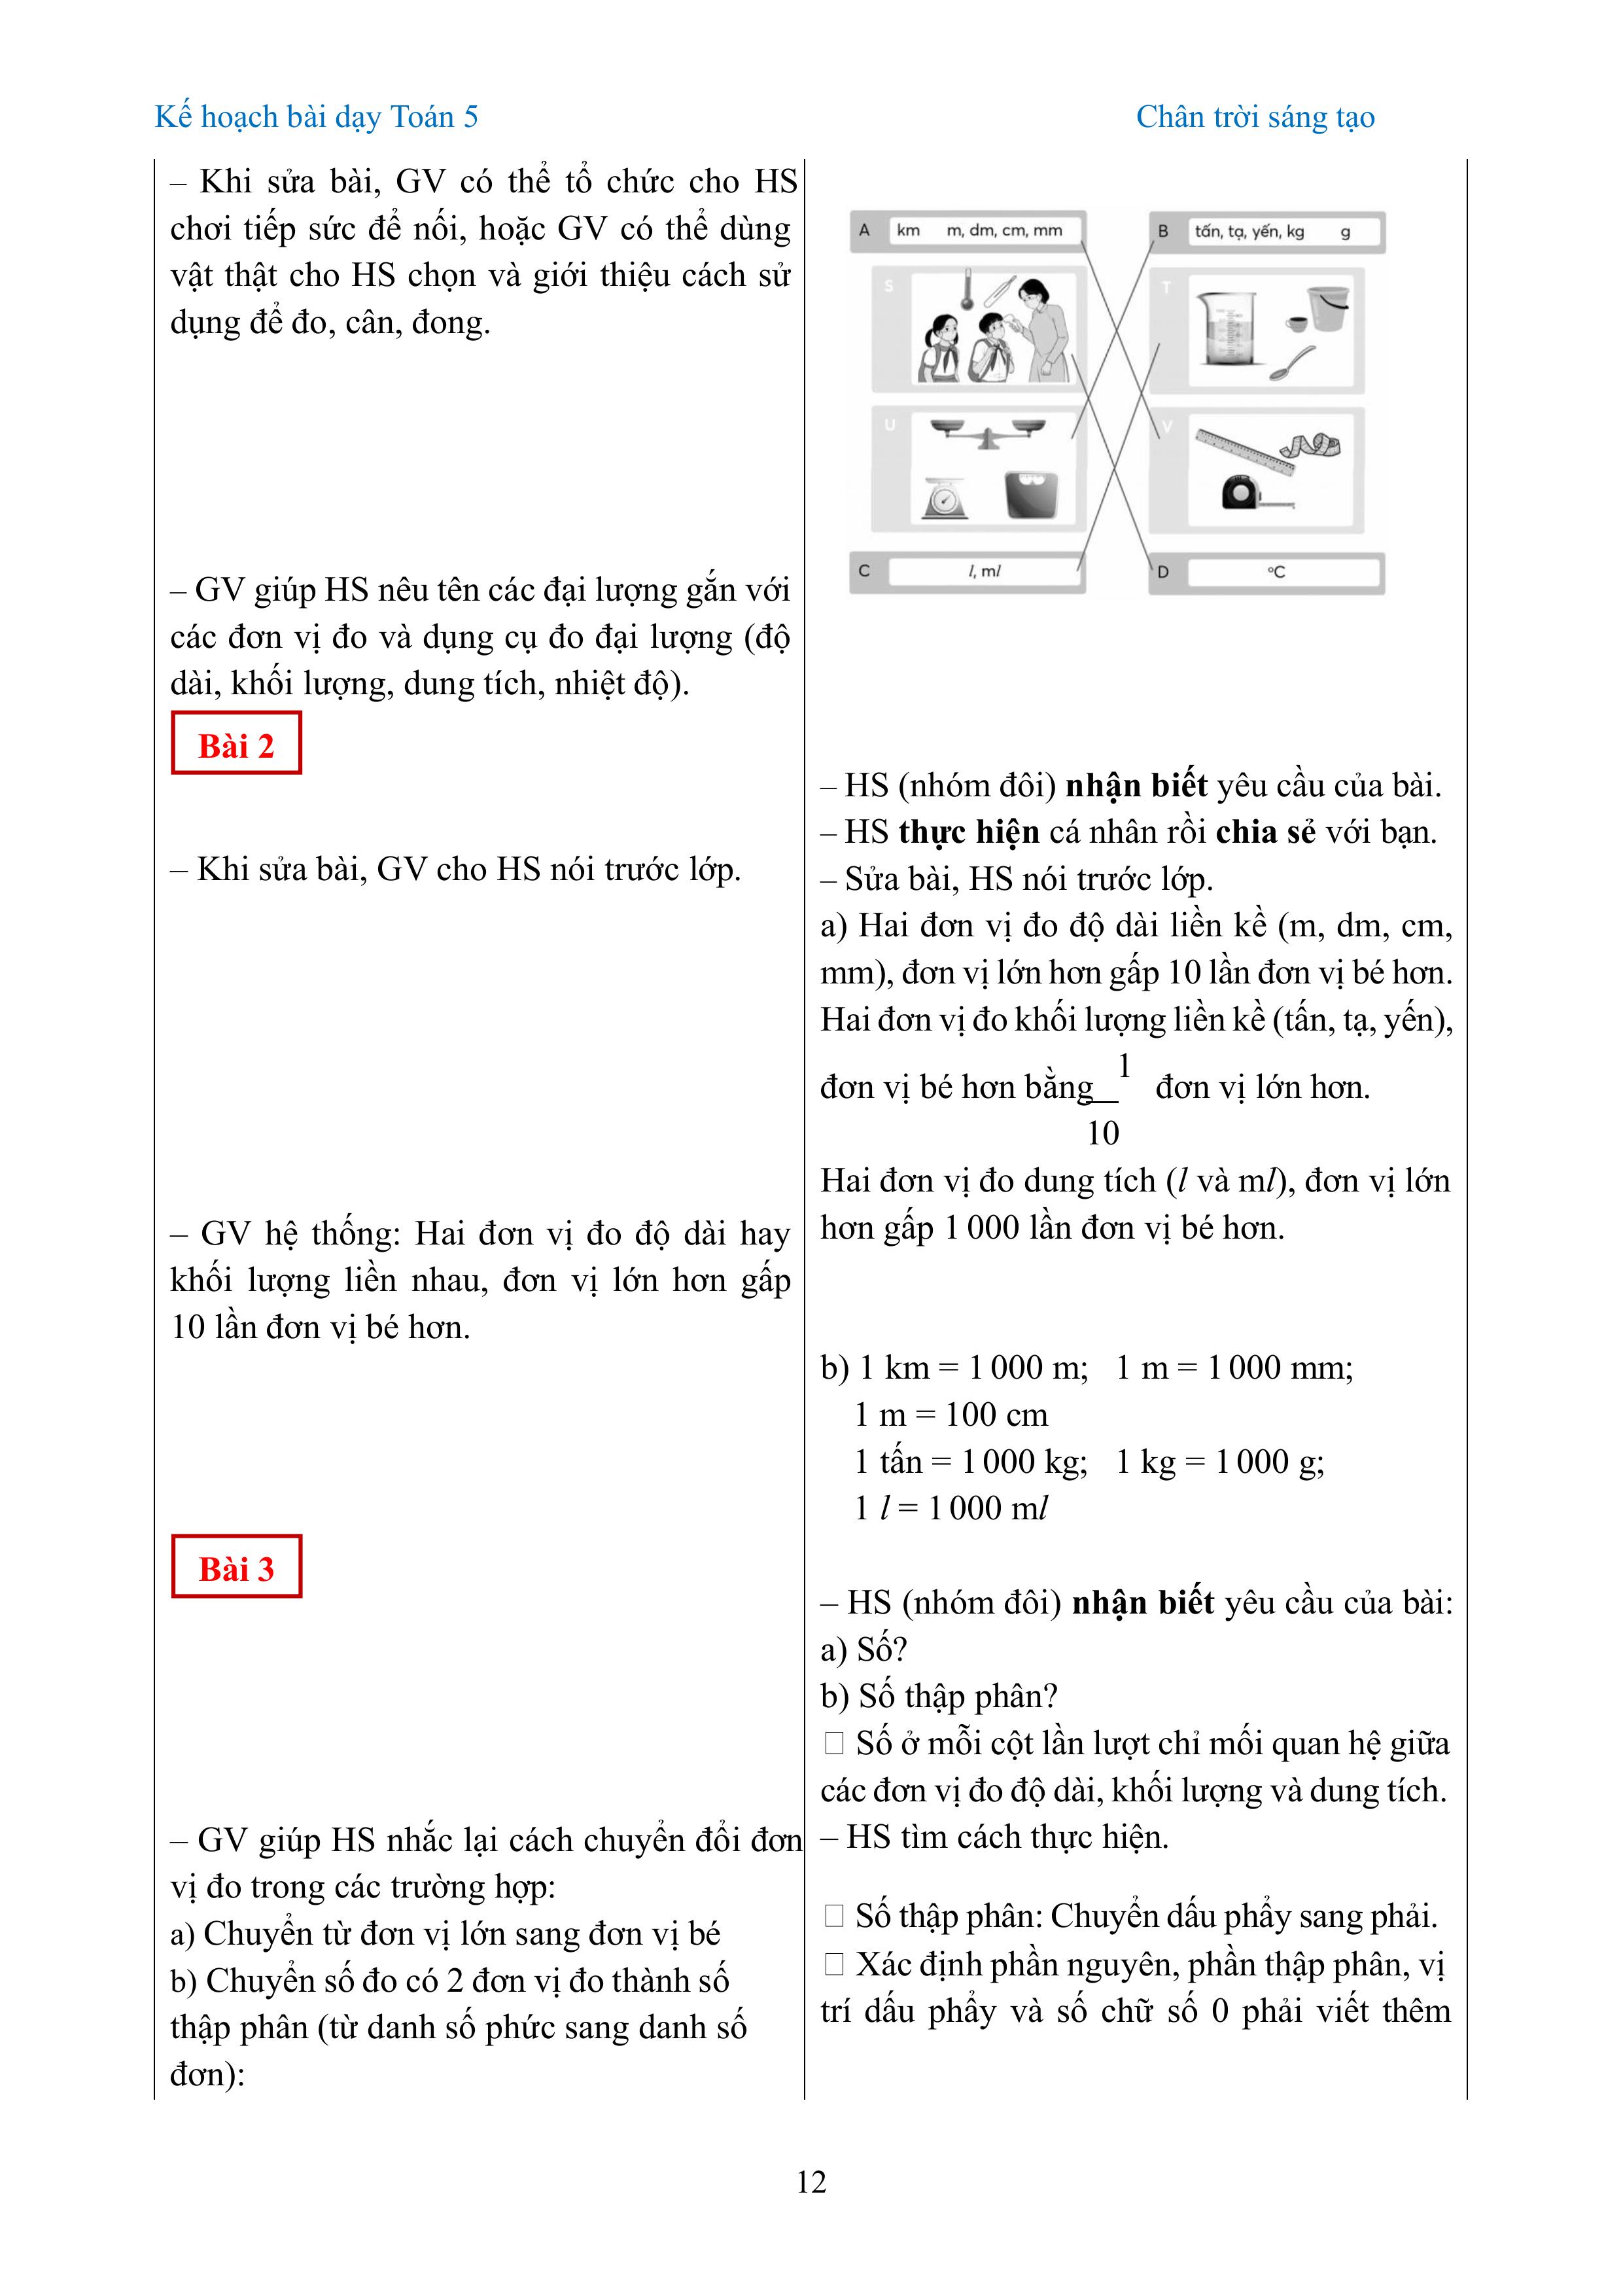 Kế hoạch bài dạy Toán 5
Chân trời sáng tạo
– Khi sửa bài, GV có thể tổ chức cho HS
chơi tiếp sức để nối, hoặc GV có thể dùng
vật thật cho HS chọn và giới thiệu cách sử
dụng để đo, cân, đong.
– GV giúp HS nêu tên các đại lượng gắn với
các đơn vị đo và dụng cụ đo đại lượng (độ
dài, khối lượng, dung tích, nhiệt độ).
Bài 2
– Khi sửa bài, GV cho HS nói trước lớp.
– GV hệ thống: Hai đơn vị đo độ dài hay
khối lượng liền nhau, đơn vị lớn hơn gấp
10 lần đơn vị bé hơn.
Bài 3
– GV giúp HS nhắc lại cách chuyển đổi đơn
vị đo trong các trường hợp:
a) Chuyển từ đơn vị lớn sang đơn vị bé
b) Chuyển số đo có 2 đơn vị đo thành số
thập phân (từ danh số phức sang danh số
đơn):
A km m, dm, cm, mm
B tấn, tạ, yến, kg g
S
T
U
V
C l, ml
D °C
– HS (nhóm đôi) nhận biết yêu cầu của bài.
– HS thực hiện cá nhân rồi chia sẻ với bạn.
– Sửa bài, HS nói trước lớp.
a) Hai đơn vị đo độ dài liền kề (m, dm, cm,
mm), đơn vị lớn hơn gấp 10 lần đơn vị bé hơn.
Hai đơn vị đo khối lượng liền kề (tấn, tạ, yến),
đơn vị bé hơn bằng 1 đơn vị lớn hơn.
10
Hai đơn vị đo dung tích (l và ml), đơn vị lớn
hơn gấp 1 000 lần đơn vị bé hơn.
b) 1 km = 1 000 m; 1 m = 1 000 mm;
1 m = 100 cm
1 tấn = 1 000 kg; 1 kg = 1 000 g;
1 l = 1 000 ml
– HS (nhóm đôi) nhận biết yêu cầu của bài:
a) Số?
b) Số thập phân?
□ Số ở mỗi cột lần lượt chỉ mối quan hệ giữa
các đơn vị đo độ dài, khối lượng và dung tích.
– HS tìm cách thực hiện.
□ Số thập phân: Chuyển dấu phẩy sang phải.
□ Xác định phần nguyên, phần thập phân, vị
trí dấu phẩy và số chữ số 0 phải viết thêm
12